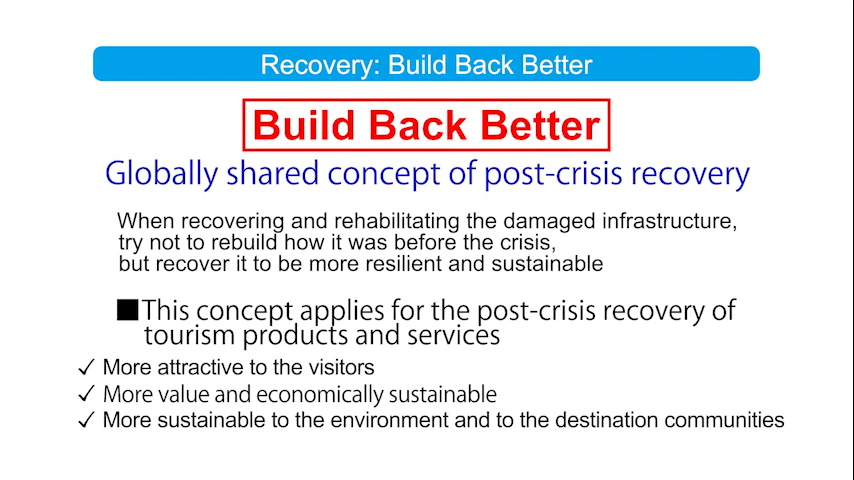 Recovery: Build Back Better
Build Back Better
Globally shared concept of post-crisis recovery
When recovering and rehabilitating the damaged infrastructure,
try not to rebuild how it was before the crisis,
but recover it to be more resilient and sustainable
■This concept applies for the post-crisis recovery of
tourism products and services
✓ More attractive to the visitors
✓ More value and economically sustainable
✓ More sustainable to the environment and to the destination communities